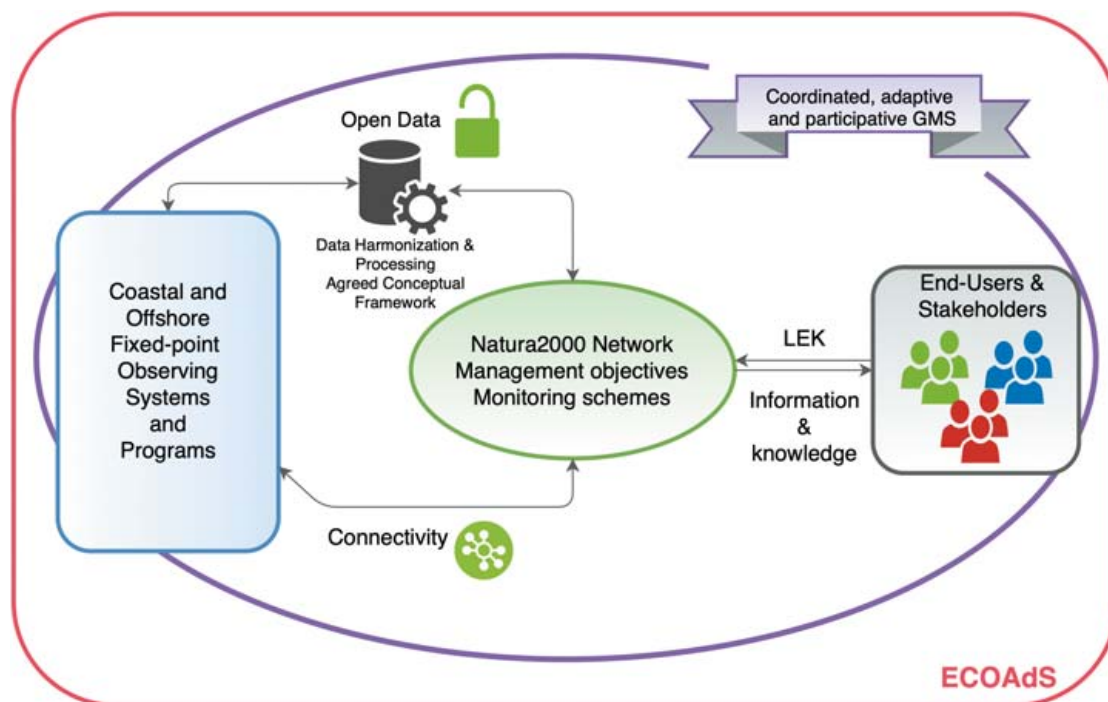 Coordinated, adaptive
and participative GMS
Open Data
Data Harmonization &
Processing
Agreed Conceptual
Framework
Coastal and
Offshore
Fixed-point
Observing
Systems
and
Programs
Natura2000 Network
Management objectives
Monitoring schemes
End-Users &
Stakeholders
LEK
Information
&
knowledge
Connectivity
ECOAdS